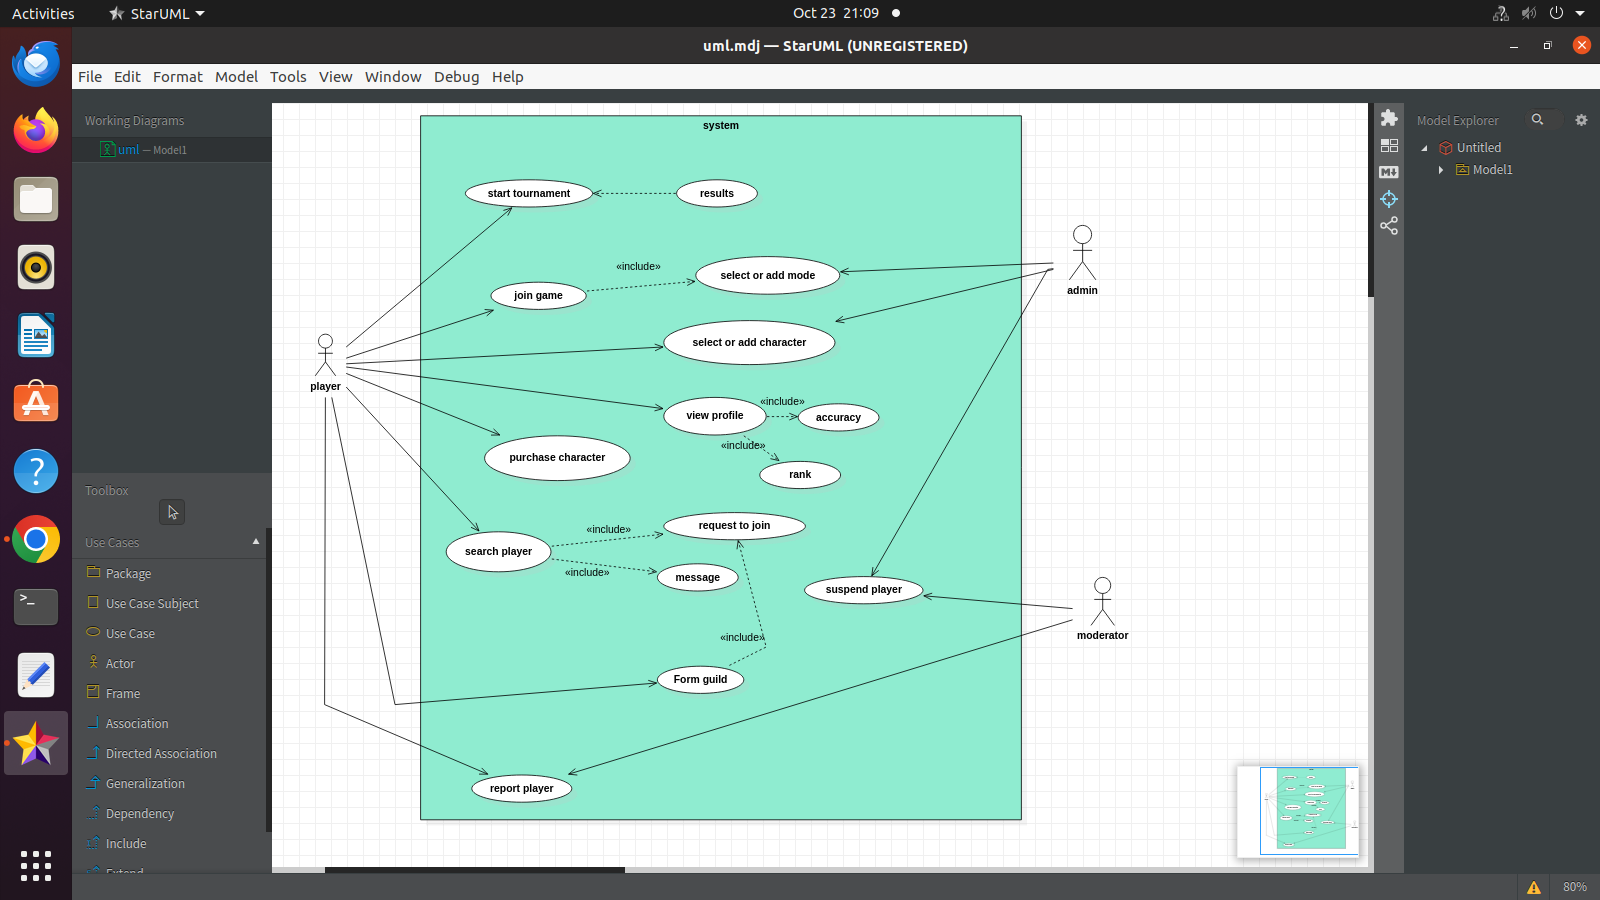 Activities
StarUML
Oct 23 21:09
uml.mdj — StarUML (UNREGISTERED)
File Edit Format Model Tools View Window Debug Help
Working Diagrams
uml — Model1
Toolbox
Use Cases
Package
Use Case Subject
Use Case
Actor
Frame
Association
Directed Association
Generalization
Dependency
Include
Extend
system
start tournament
results
«include»
select or add mode
join game
select or add character
admin
player
view profile
«include»
accuracy
«include»
purchase character
rank
search player
«include»
request to join
«include»
message
suspend player
moderator
«include»
Form guild
report player
Model Explorer
Untitled
Model1
80%